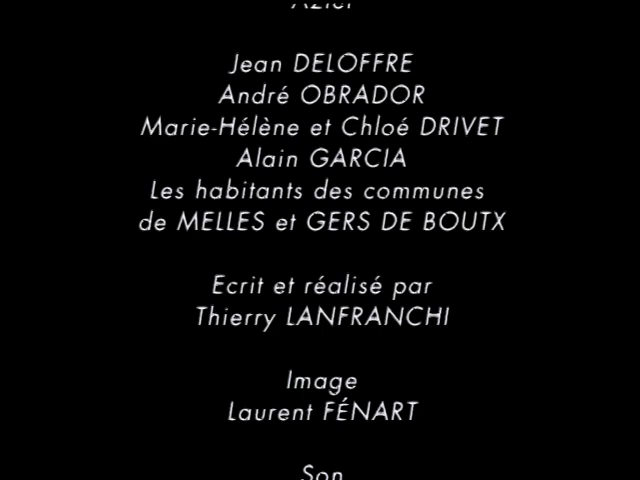 Jean DELOFFRE
André OBRADOR
Marie-Hélène et Chloé DRIVET
Alain GARCIA
Les habitants des communes
de MELLES et GERS DE BOUTX
Ecrit et réalisé par
Thierry LANFRANCHI
Image
Laurent FÉNART
Son